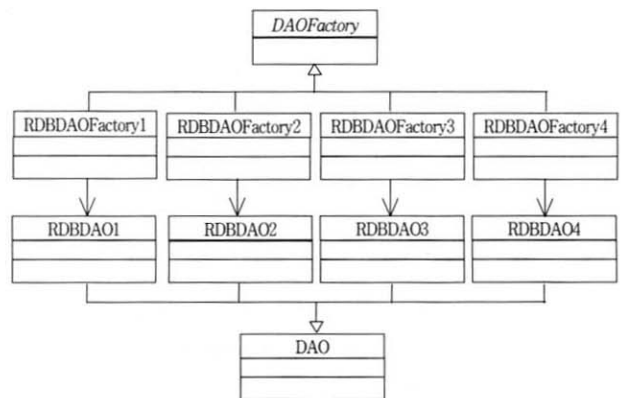 DAOFactory
RDBDAOFactory1
RDBDAOFactory2
RDBDAOFactory3
RDBDAOFactory4
RDBDAO1
RDBDAO2
RDBDAO3
RDBDAO4
DAO